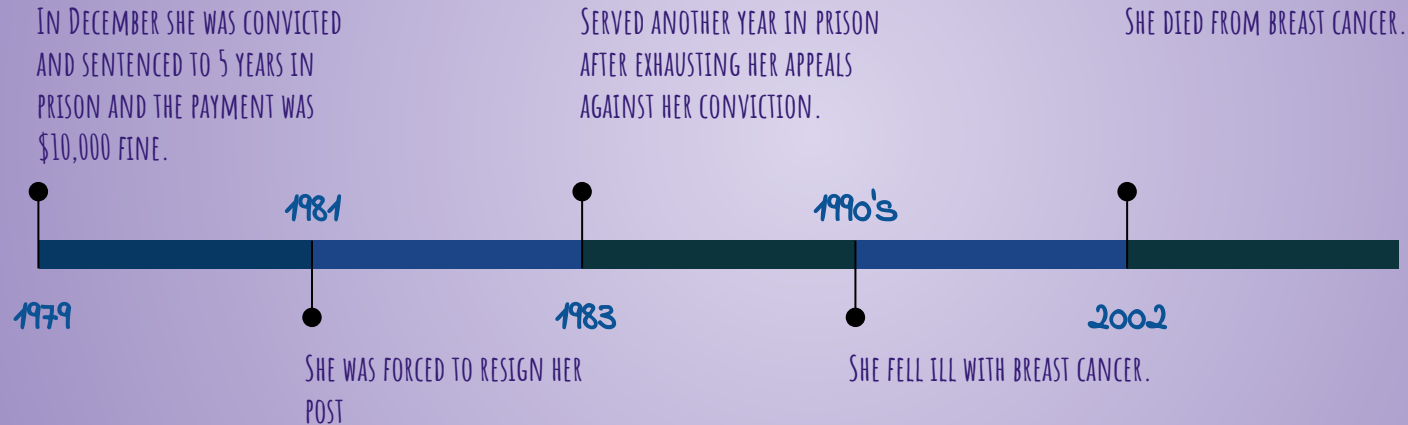 In December she was convicted
and sentenced to 5 years in
prison and the payment was
$10,000 fine.
Served another year in prison
after exhausting her appeals
against her conviction.
She died from breast cancer.
1981
1990's
1979
1983
2002
She was forced to resign her
post
She fell ill with breast cancer.